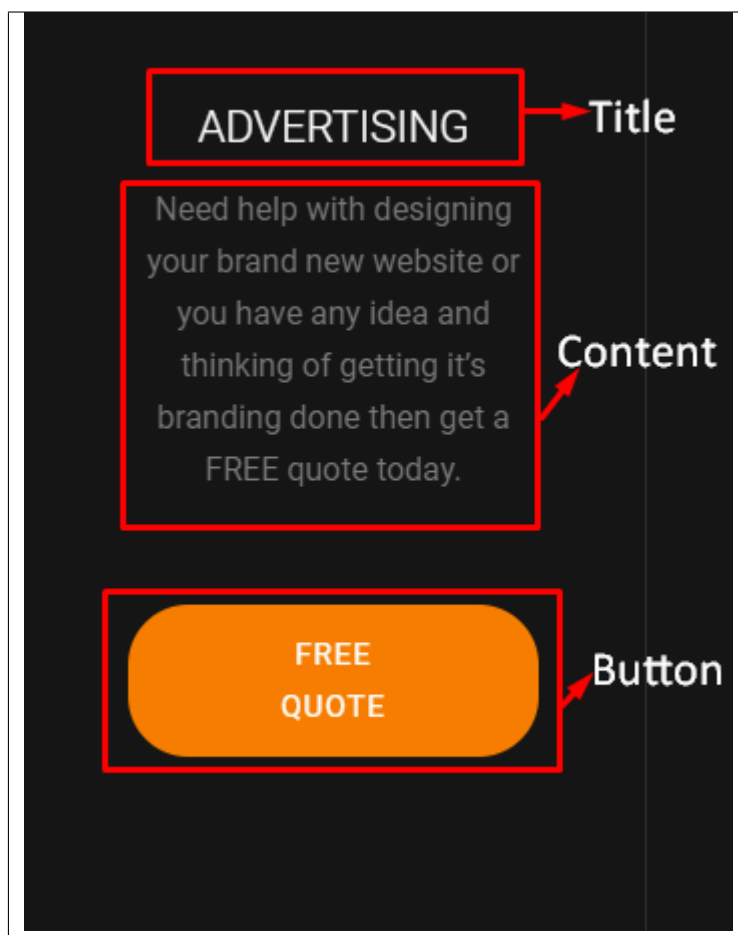 ADVERTISING
Title
Need help with designing
your brand new website or
you have any idea and
thinking of getting it’s
branding done then get a
FREE quote today.
Content
FREE
QUOTE
Button